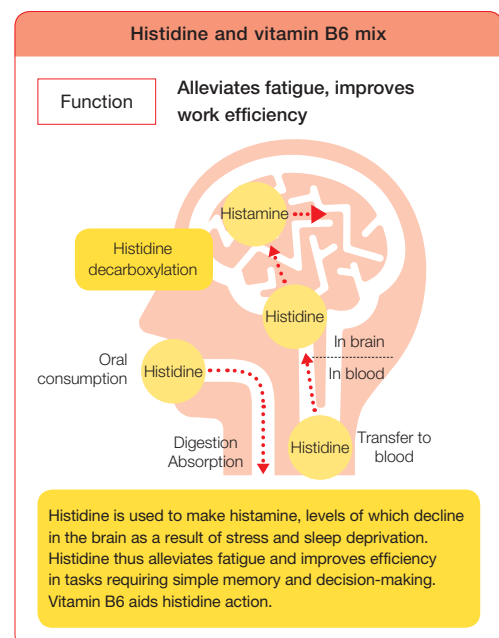 Histidine and vitamin B6 mix
Function
Alleviates fatigue, improves
work efficiency
Histamine
Histidine
decarboxylation
Histidine
In brain
In blood
Oral
consumption
Histidine
Digestion
Absorption
Histidine
Transfer to
blood
Histidine is used to make histamine, levels of which decline
in the brain as a result of stress and sleep deprivation.
Histidine thus alleviates fatigue and improves efficiency
in tasks requiring simple memory and decision-making.
Vitamin B6 aids histidine action.